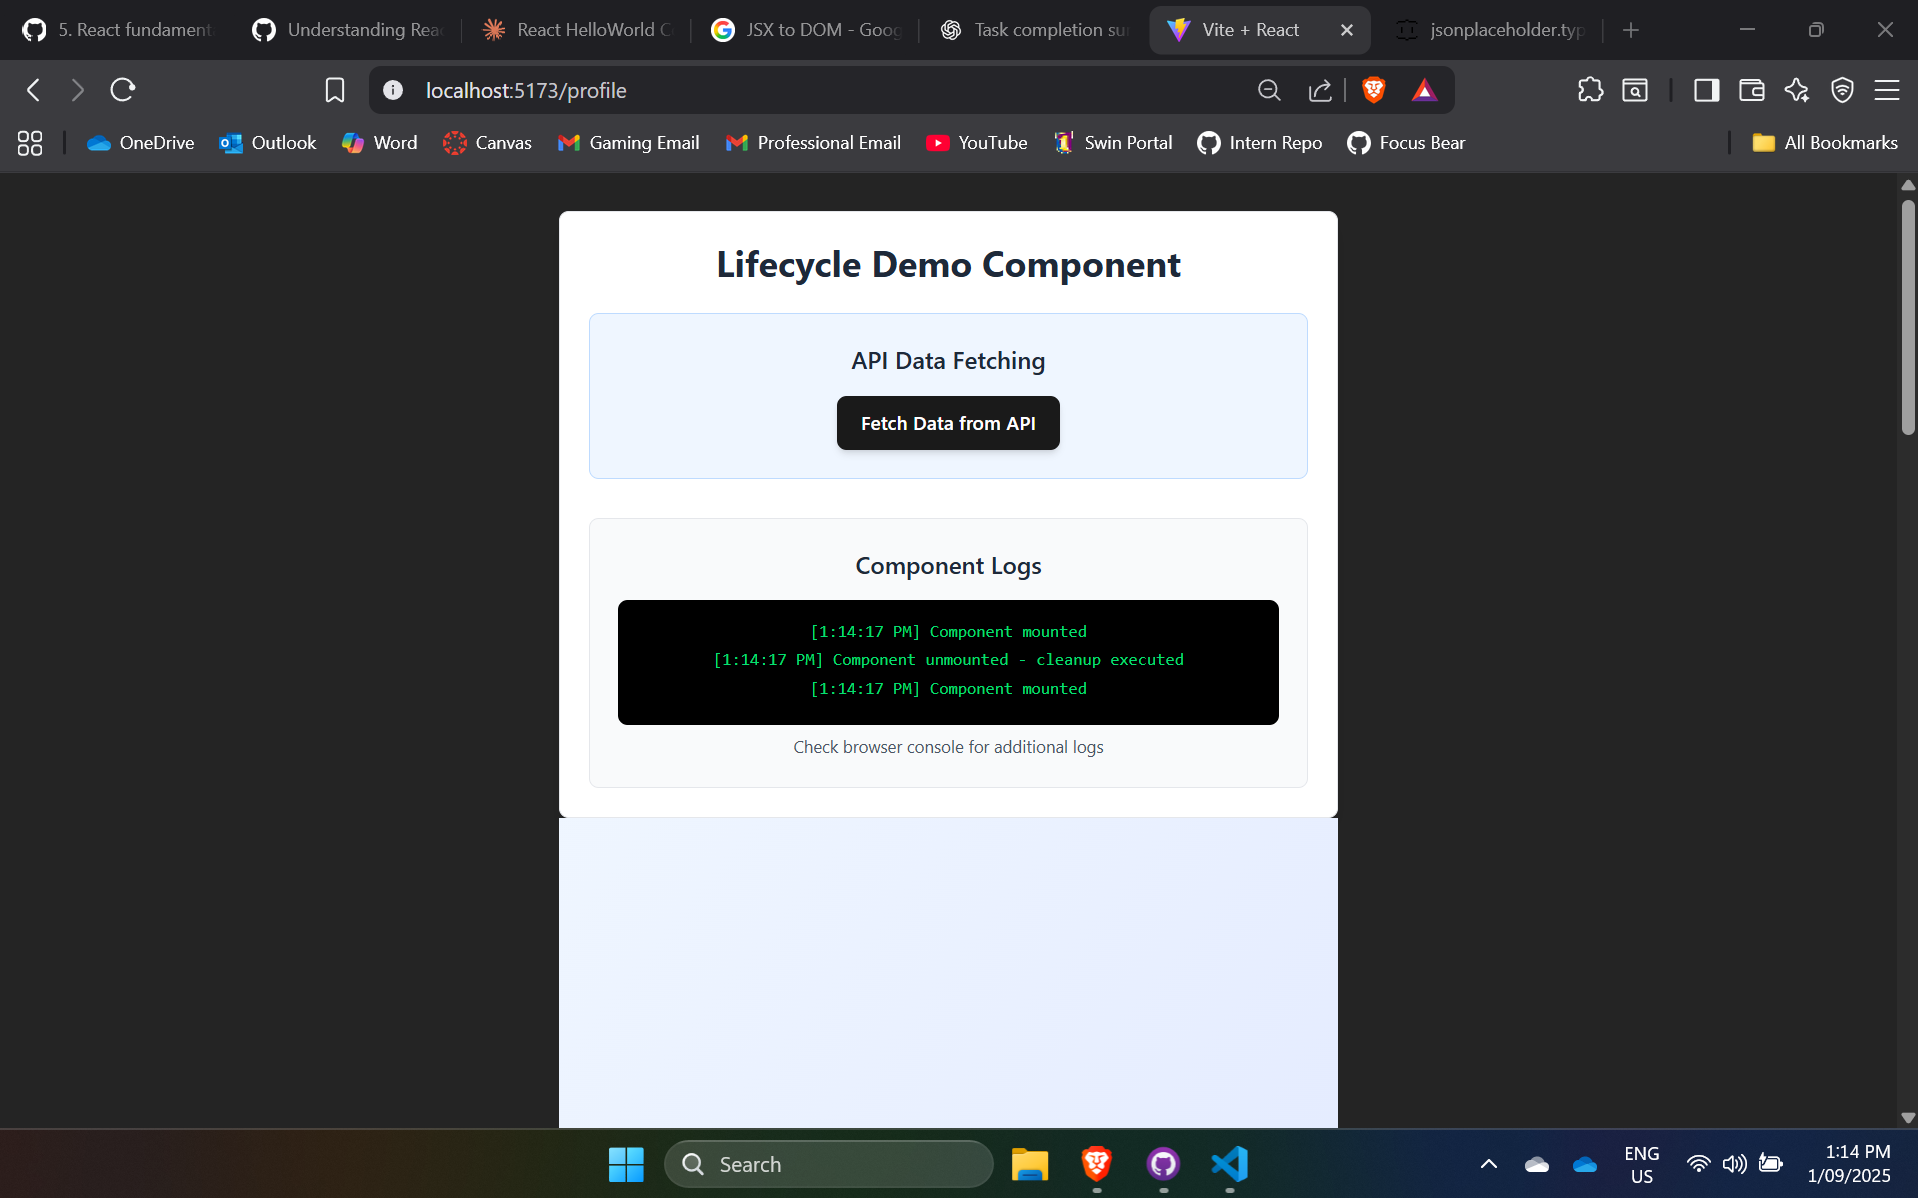 5. React fundament
Understanding Rea
React HelloWorld C
JSX to DOM - Goog
Task completion su
Vite + React
jsonplaceholder.typ
localhost:5173/profile
OneDrive
Outlook
Word
Canvas
Gaming Email
Professional Email
YouTube
Swin Portal
Intern Repo
Focus Bear
All Bookmarks
Lifecycle Demo Component
API Data Fetching
Fetch Data from API
Component Logs
[1:14:17 PM] Component mounted
[1:14:17 PM] Component unmounted - cleanup executed
[1:14:17 PM] Component mounted
Check browser console for additional logs
Search
ENG
US
1:14 PM
1/09/2025